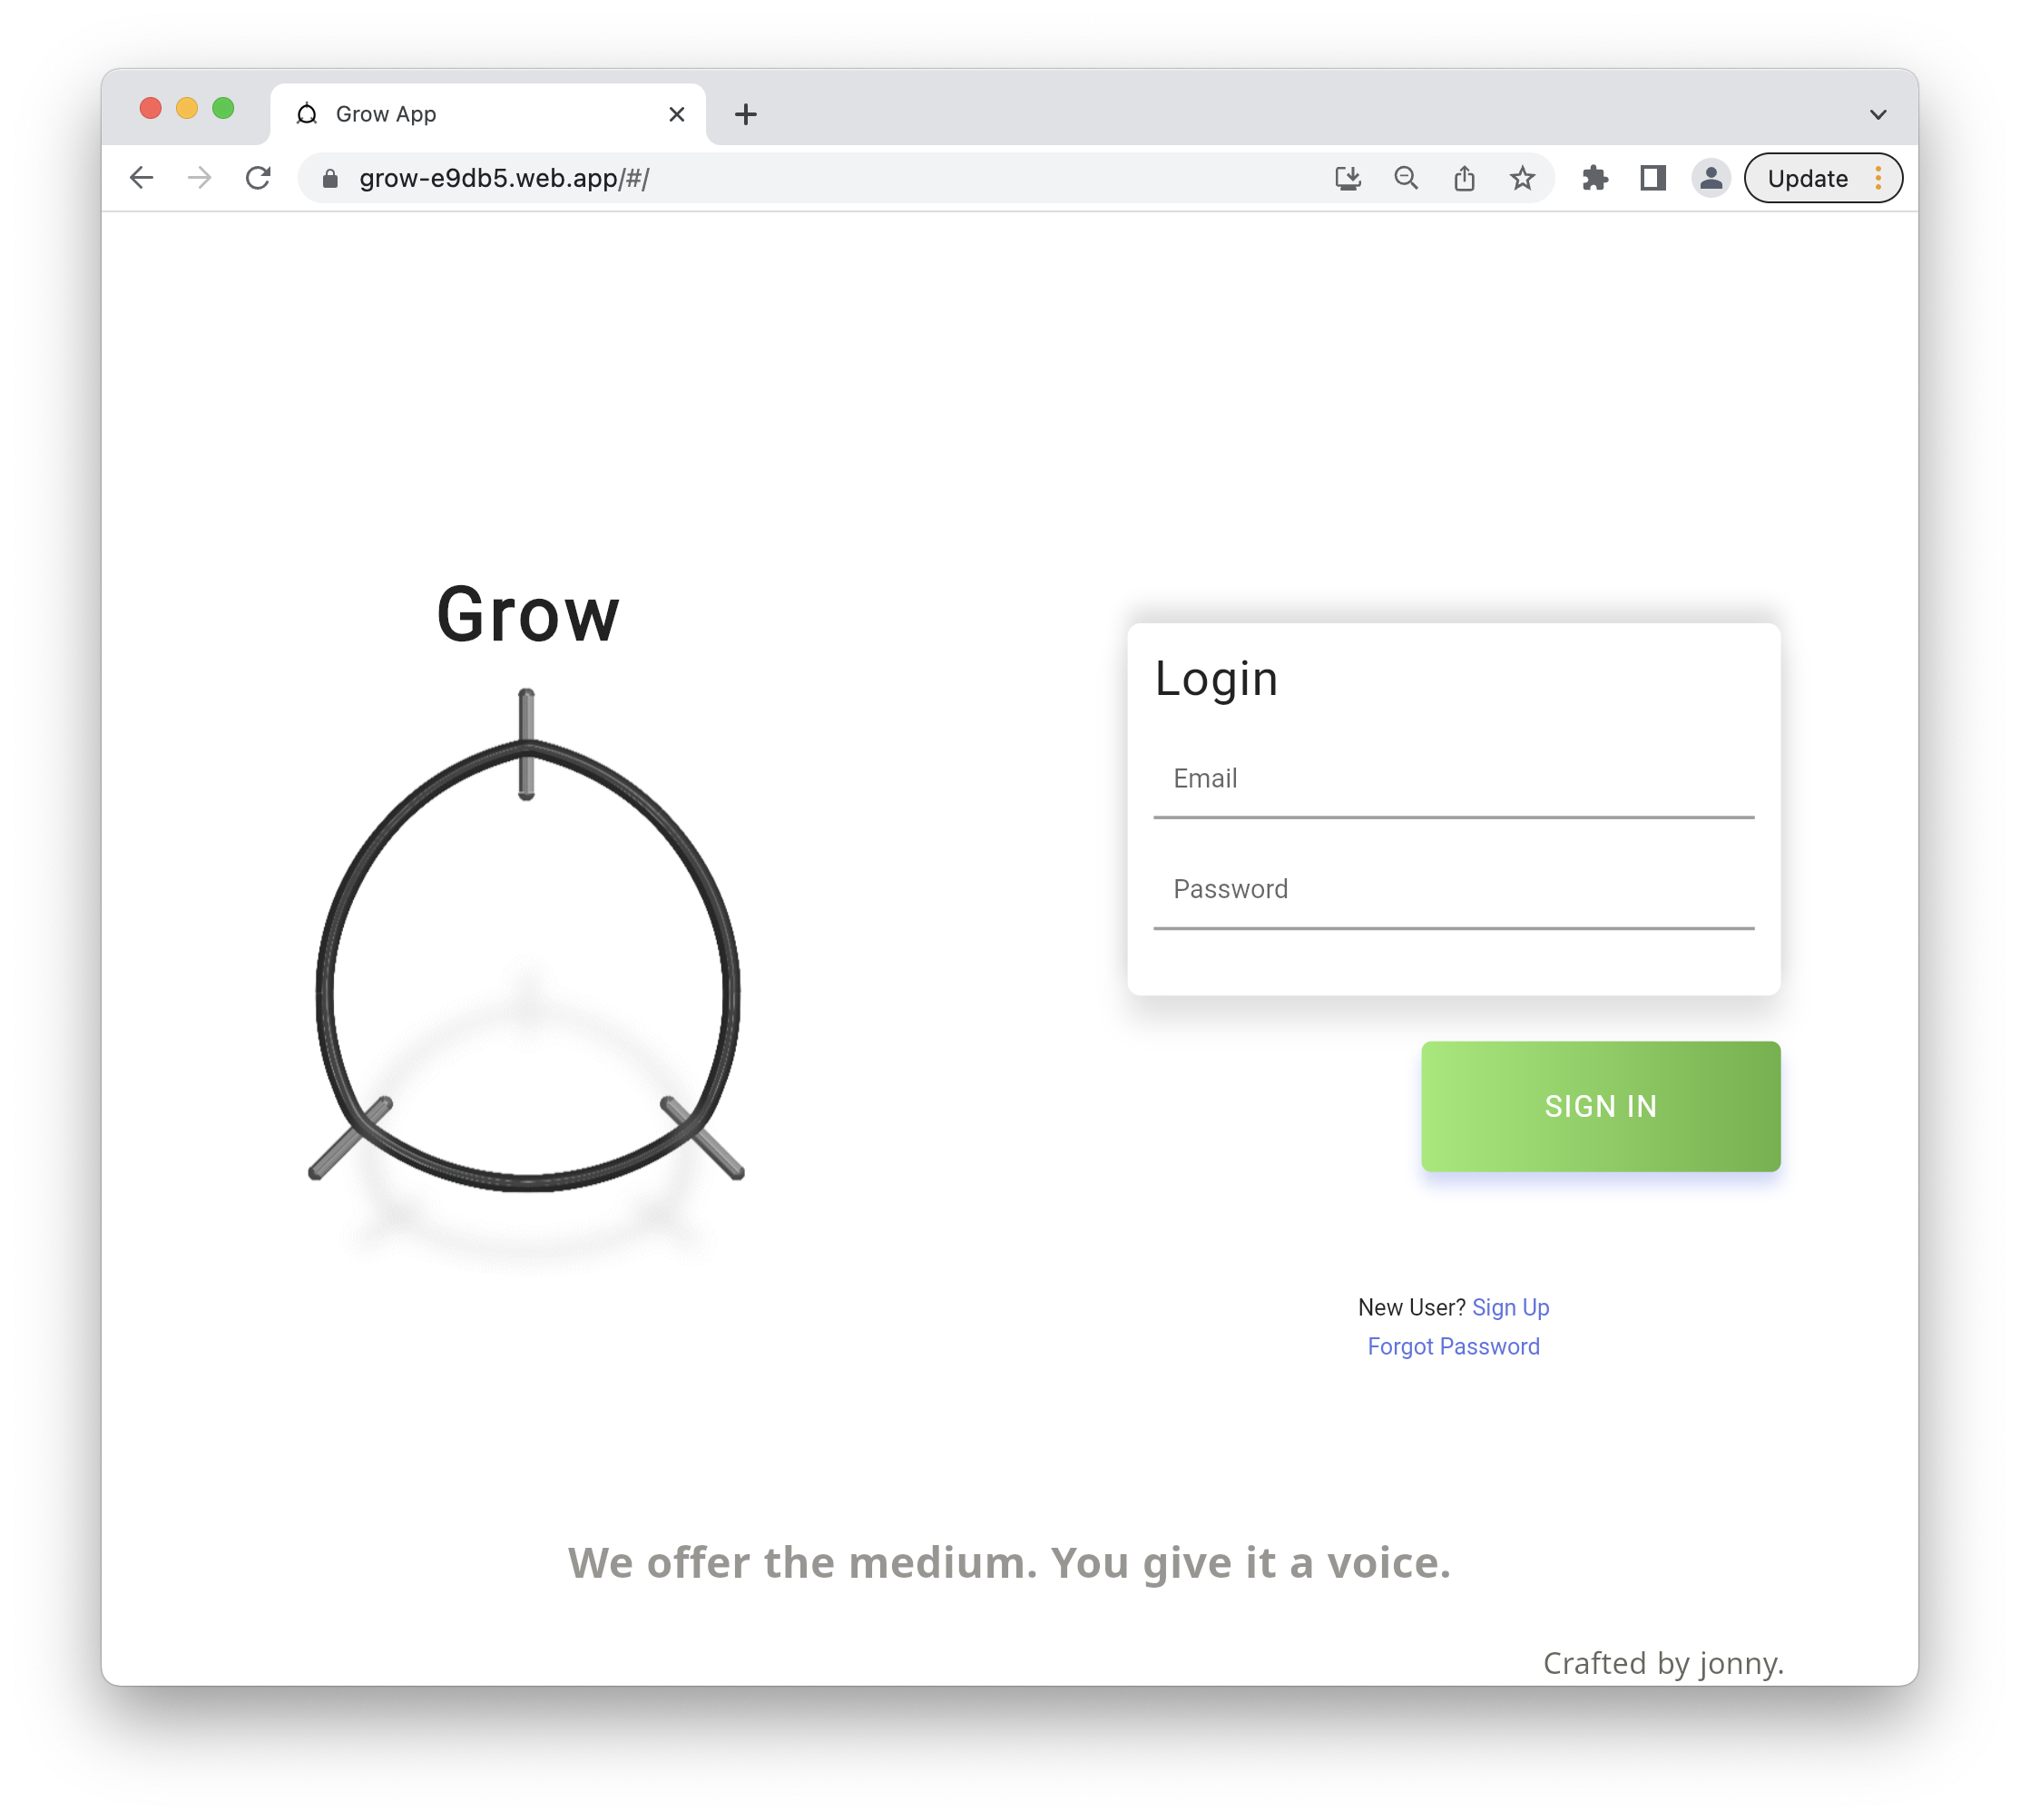 Grow App
grow-e9db5.web.app/#/
Update
Grow
Login
Email
Password
SIGN IN
New User? Sign Up
Forgot Password
We offer the medium. You give it a voice.
Crafted by jonny.